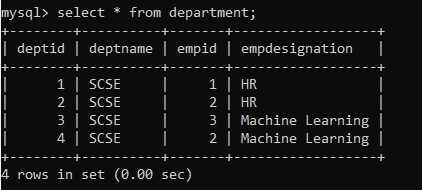 mysql> select * from department;
+--------+----------+-------+------------------+
| deptid | deptname | empid | empdesignation   |
+--------+----------+-------+------------------+
|      1 | SCSE     |     1 | HR               |
|      2 | SCSE     |     2 | HR               |
|      3 | SCSE     |     3 | Machine Learning |
|      4 | SCSE     |     2 | Machine Learning |
+--------+----------+-------+------------------+
4 rows in set (0.00 sec)